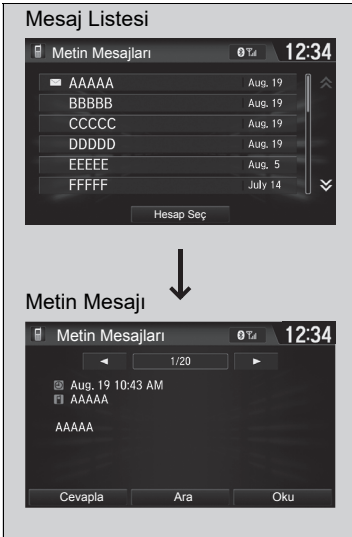 Mesaj Listesi
Metin Mesajları 12:34
AAAAA Aug. 19
BBBBB Aug. 19
CCCCC Aug. 19
DDDDD Aug. 19
EEEEE Aug. 5
FFFFF July 14
Hesap Seç
Metin Mesajı
Metin Mesajları 12:34
1/20
Aug. 19 10:43 AM
AAAAA
AAAAA
Cevapla Ara Oku